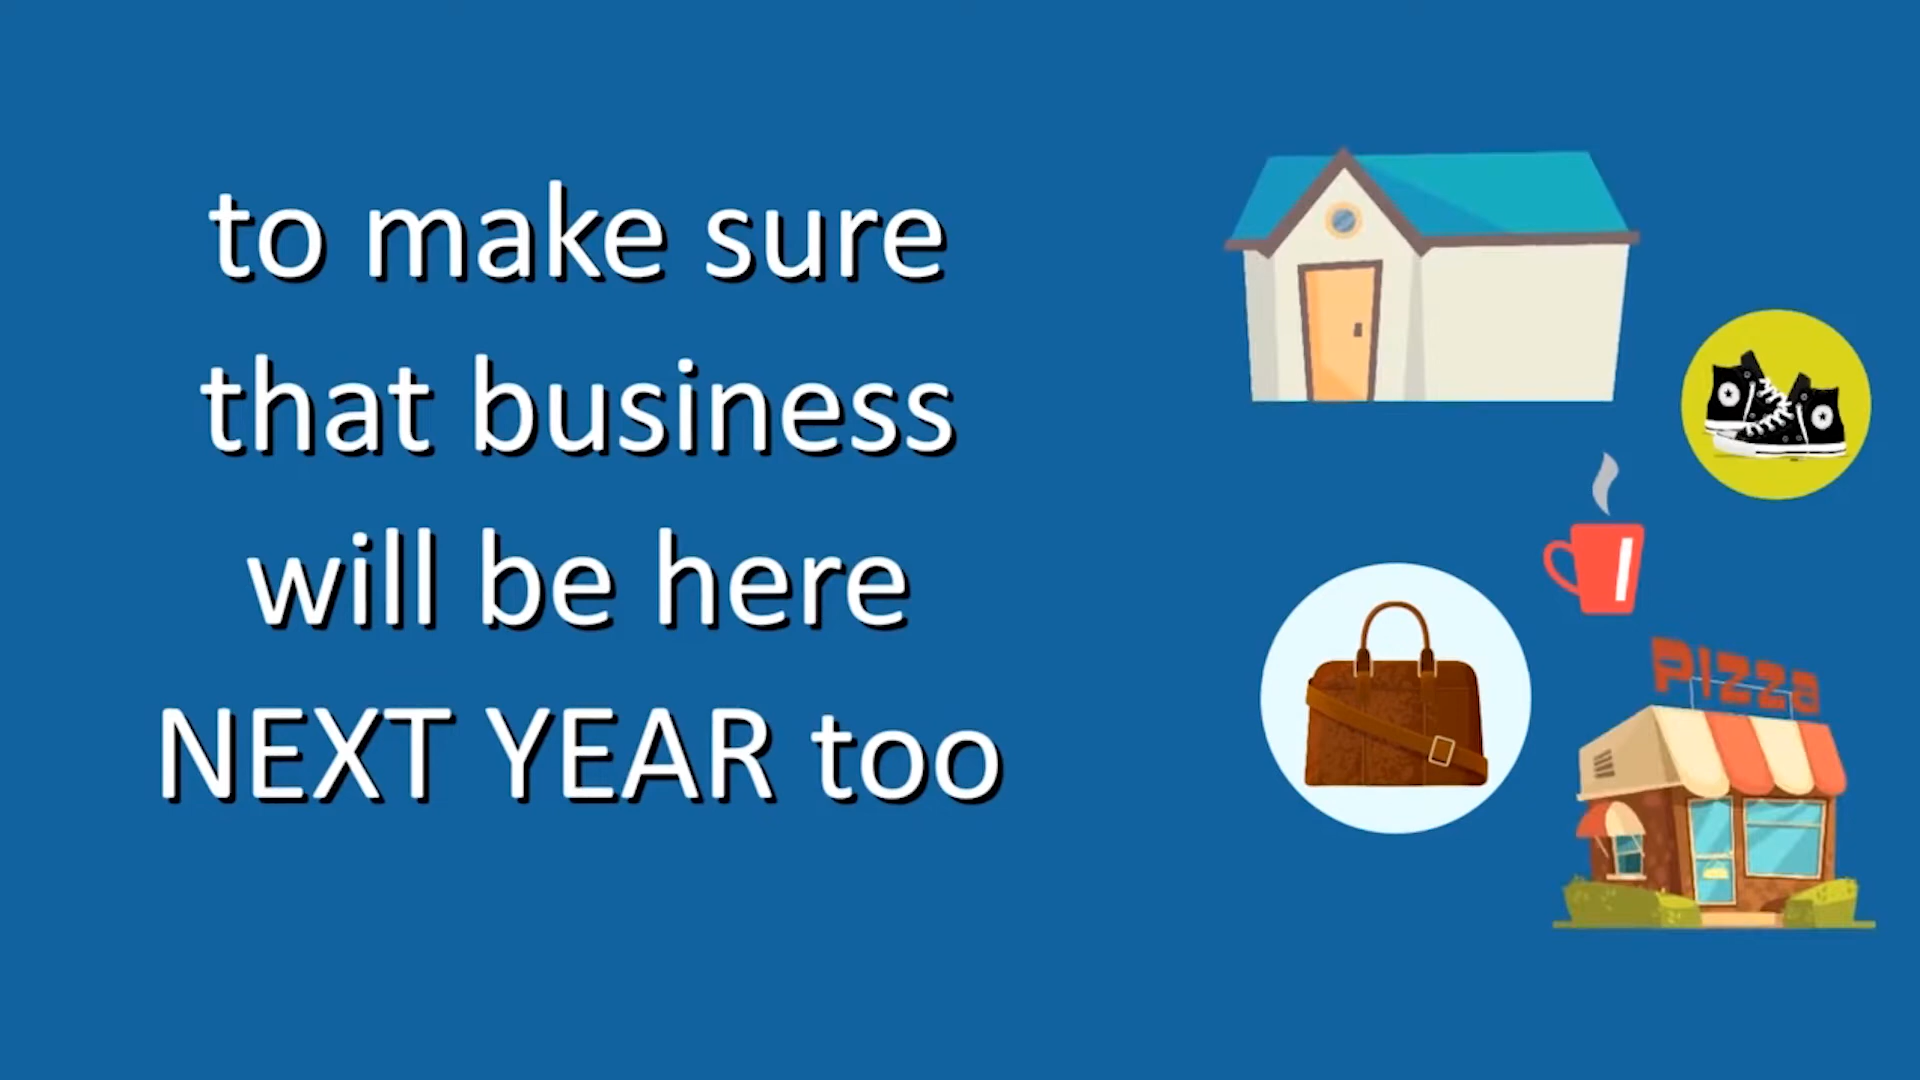 to make sure
that business
will be here
NEXT YEAR too
Pizza